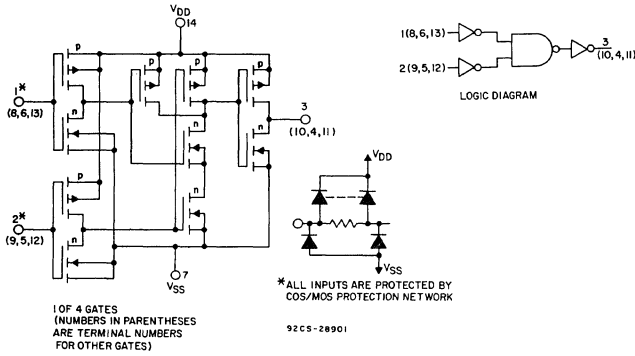 VDD
14
p
p
p
p
1*
(8,6,13)
n
n
n
3
(10,4,11)
p
n
2*
(9,5,12)
n
7
VSS
1 OF 4 GATES
(NUMBERS IN PARENTHESES
ARE TERMINAL NUMBERS
FOR OTHER GATES)
1(8,6,13)
2(9,5,12)
3
(10,4,11)
LOGIC DIAGRAM
VDD
VSS
*ALL INPUTS ARE PROTECTED BY
COS/MOS PROTECTION NETWORK
92CS-28901